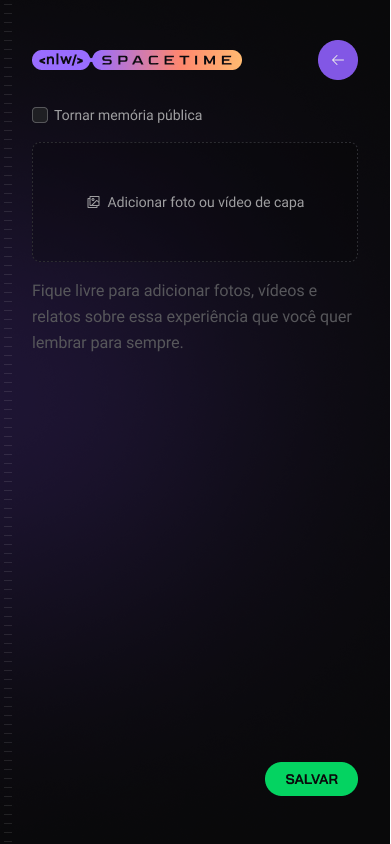 <nlw/> SPACETIME
Tornar memória pública
Adicionar foto ou vídeo de capa
Fique livre para adicionar fotos, vídeos e
relatos sobre essa experiência que você quer
lembrar para sempre.
SALVAR